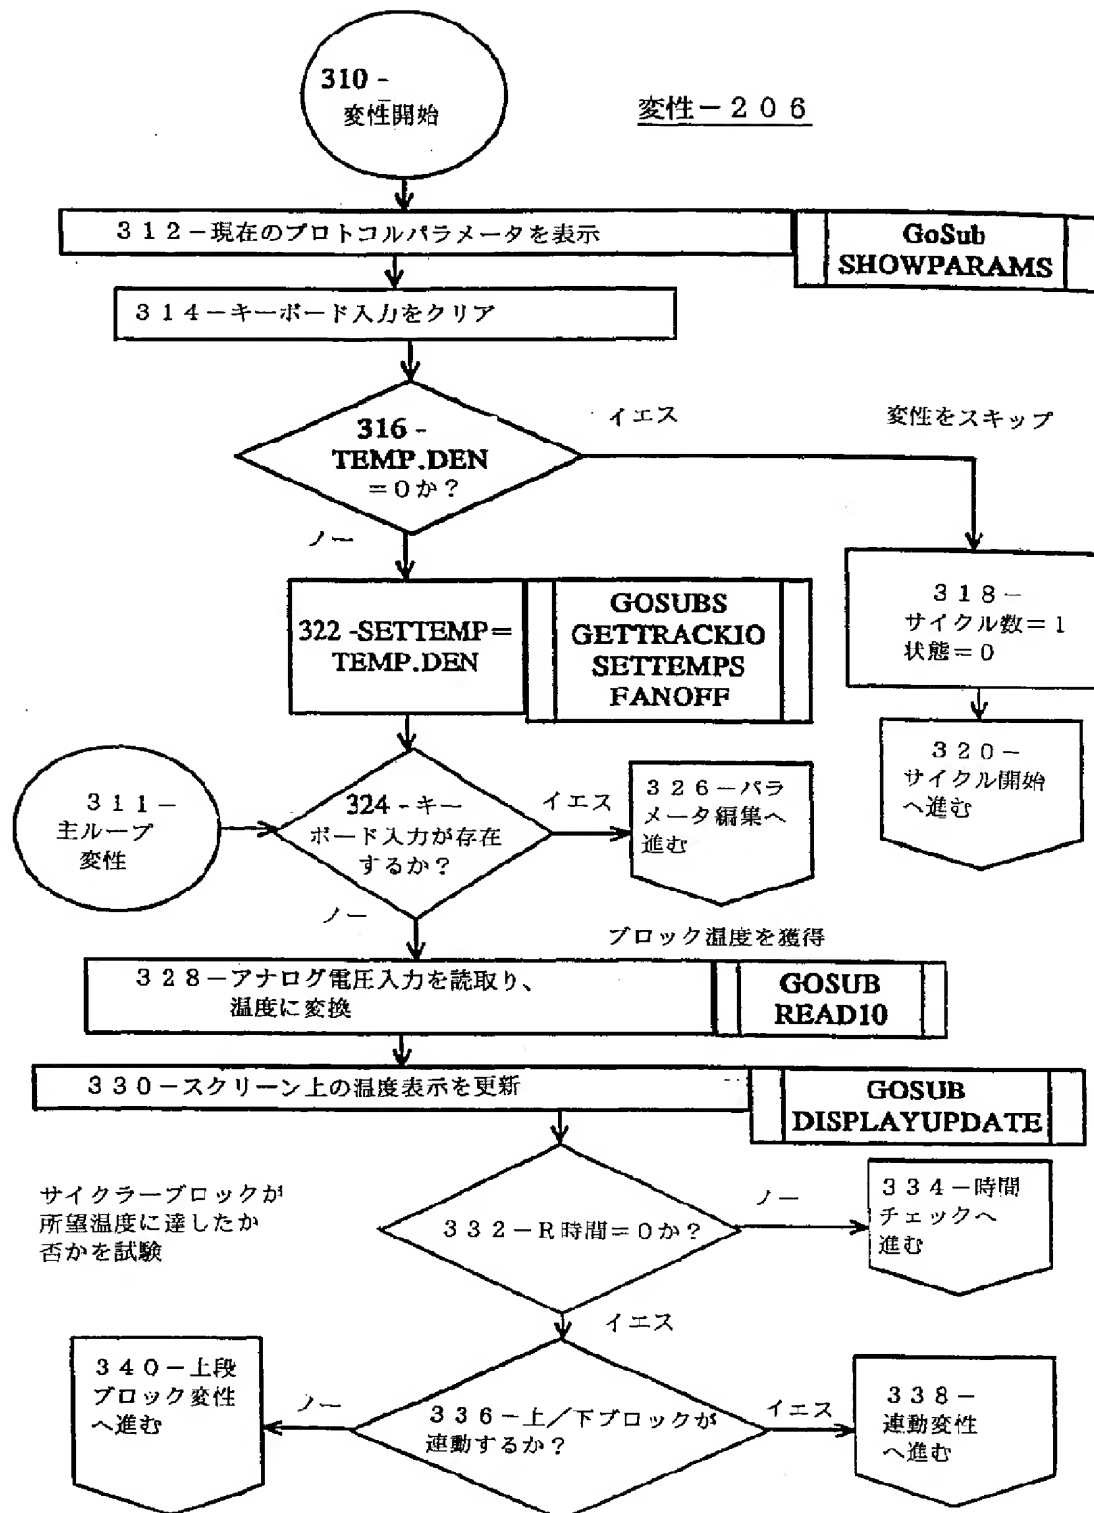 310 -
変性開始
変性－２０６
３１２－現在のプロトコルパラメータを表示
GoSub
SHOWPARAMS
３１４－キーボード入力をクリア
316 -
TEMP.DEN
＝０か？
イエス
変性をスキップ
ノー
322 -SETTEMP＝
TEMP.DEN
GOSUBS
GETTRACKIO
SETTEMPS
FANOFF
３１８－
サイクル数＝１
状態＝０
３２０－
サイクル開始
へ進む
３１１－
主ループ
変性
324 - キー
ボード入力が存在
するか？
イエス
３２６－パラ
メータ編集へ
進む
ノー
ブロック温度を獲得
３２８－アナログ電圧入力を読取り、
温度に変換
GOSUB
READ10
３３０－スクリーン上の温度表示を更新
GOSUB
DISPLAYUPDATE
サイクラーブロックが
所望温度に達したか
否かを試験
３３２－Ｒ時間＝０か？
ノー
３３４－時間
チェックへ
進む
イエス
３４０－上段
ブロック変性
へ進む
ノー
３３６－上／下ブロックが
連動するか？
イエス
３３８－
連動変性
へ進む